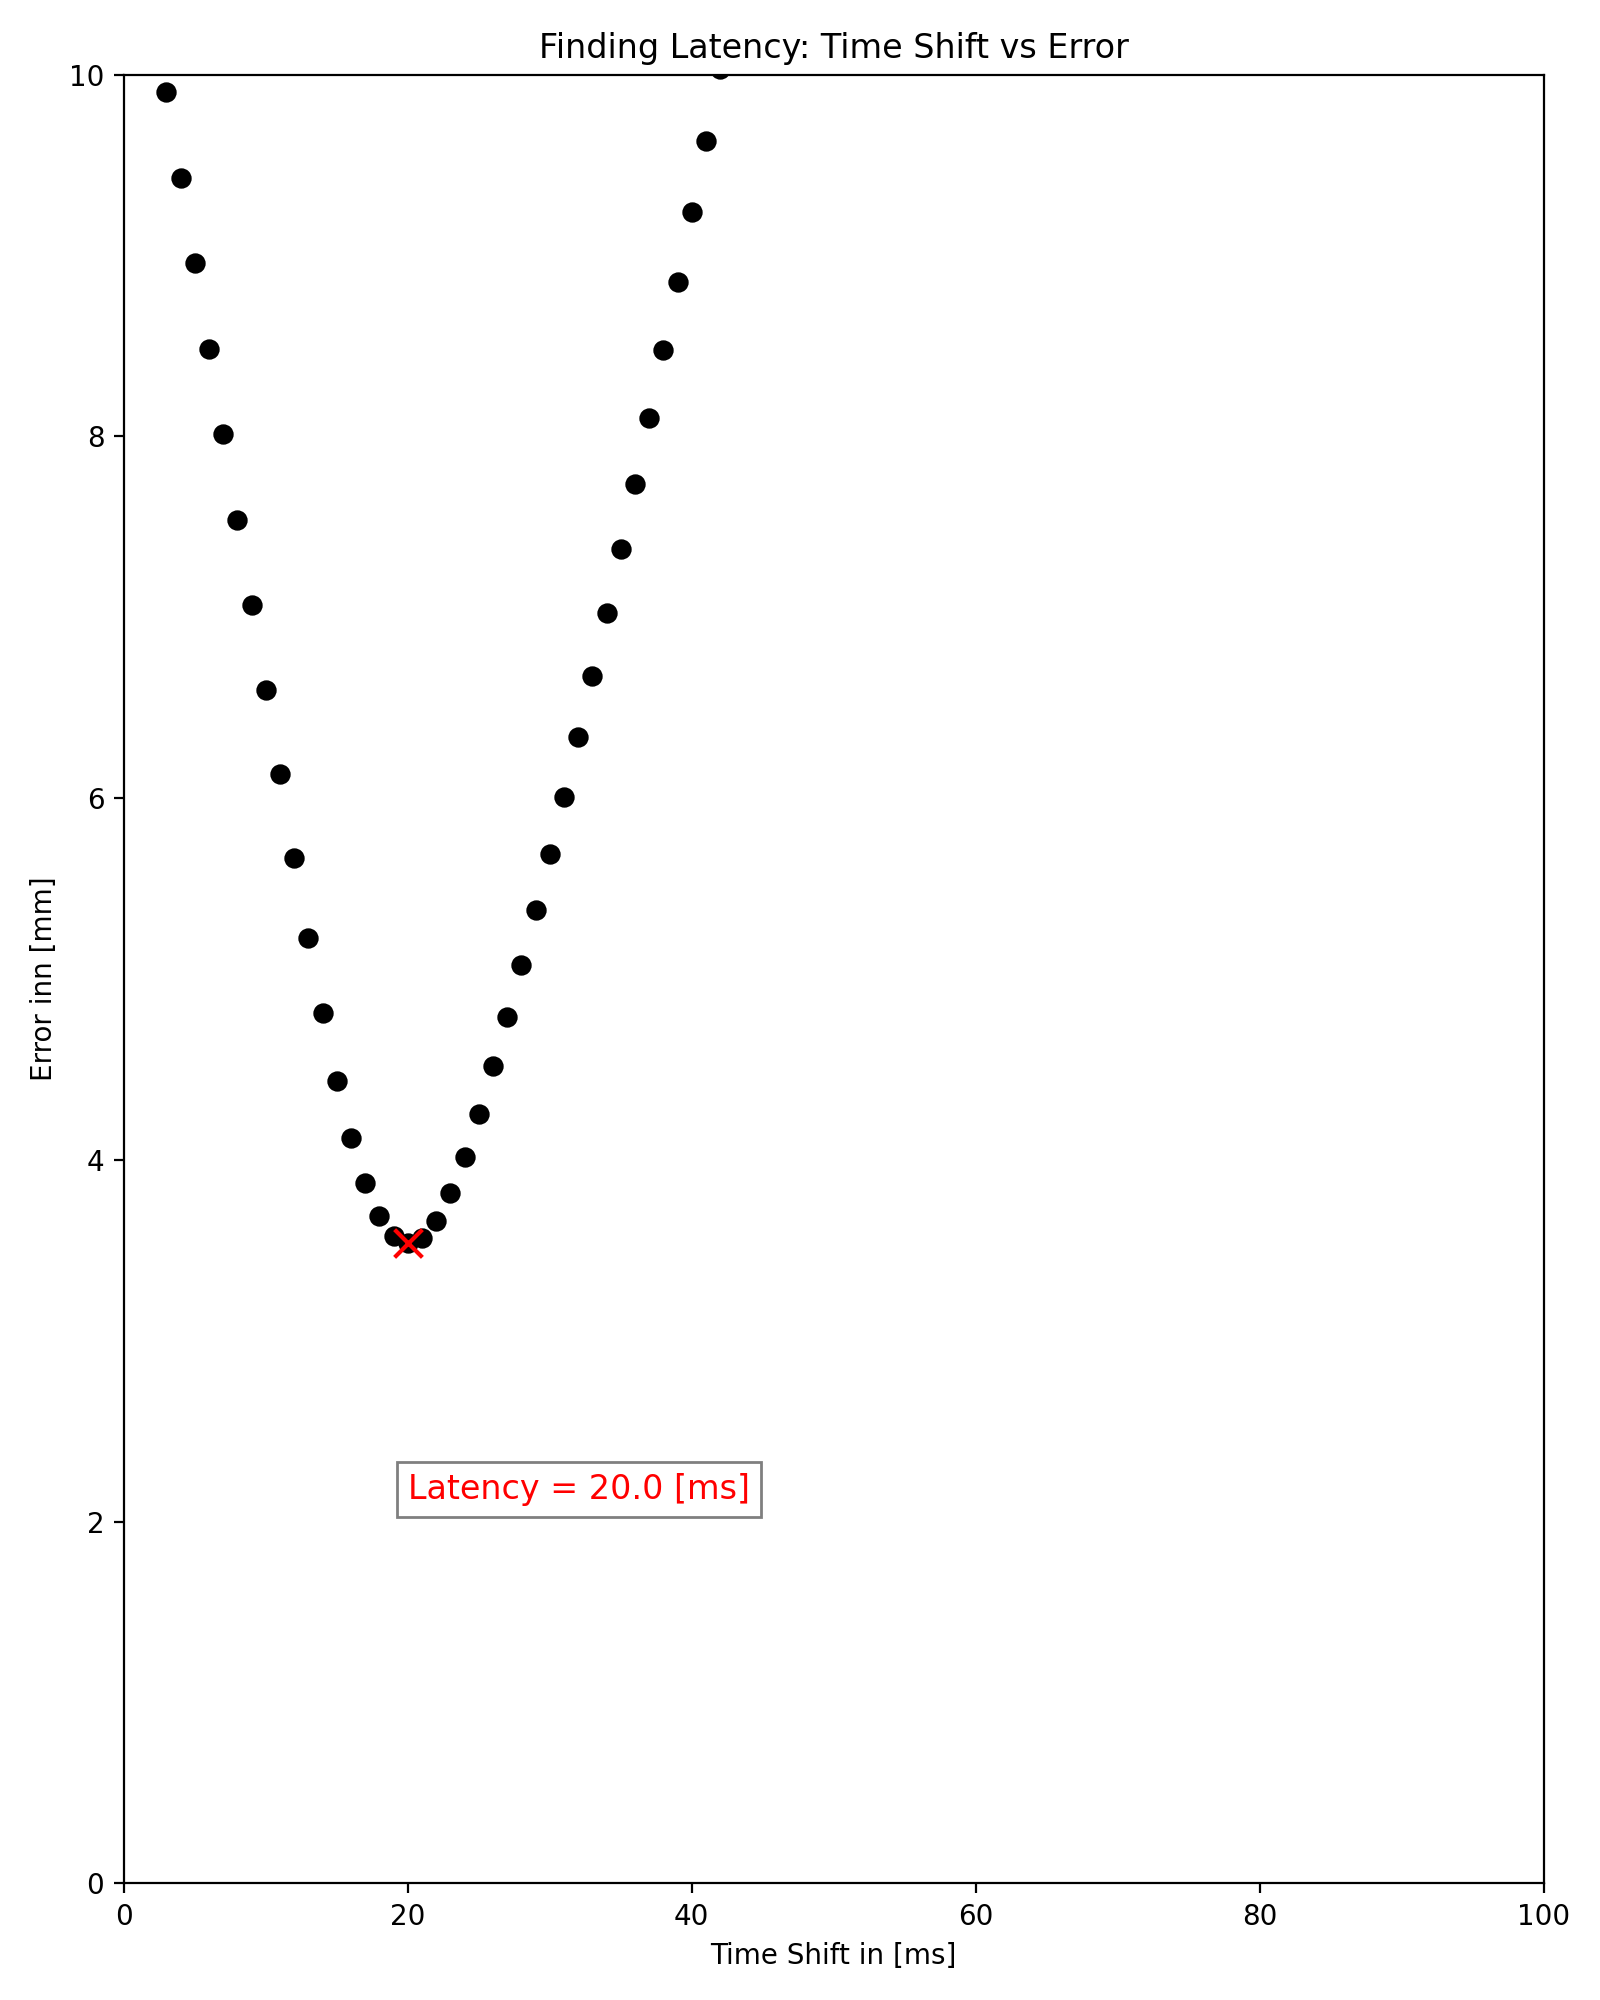 Finding Latency: Time Shift vs Error
10
8
6
4
2
0
Error inn [mm]
Latency = 20.0 [ms]
0 20 40 60 80 100
Time Shift in [ms]